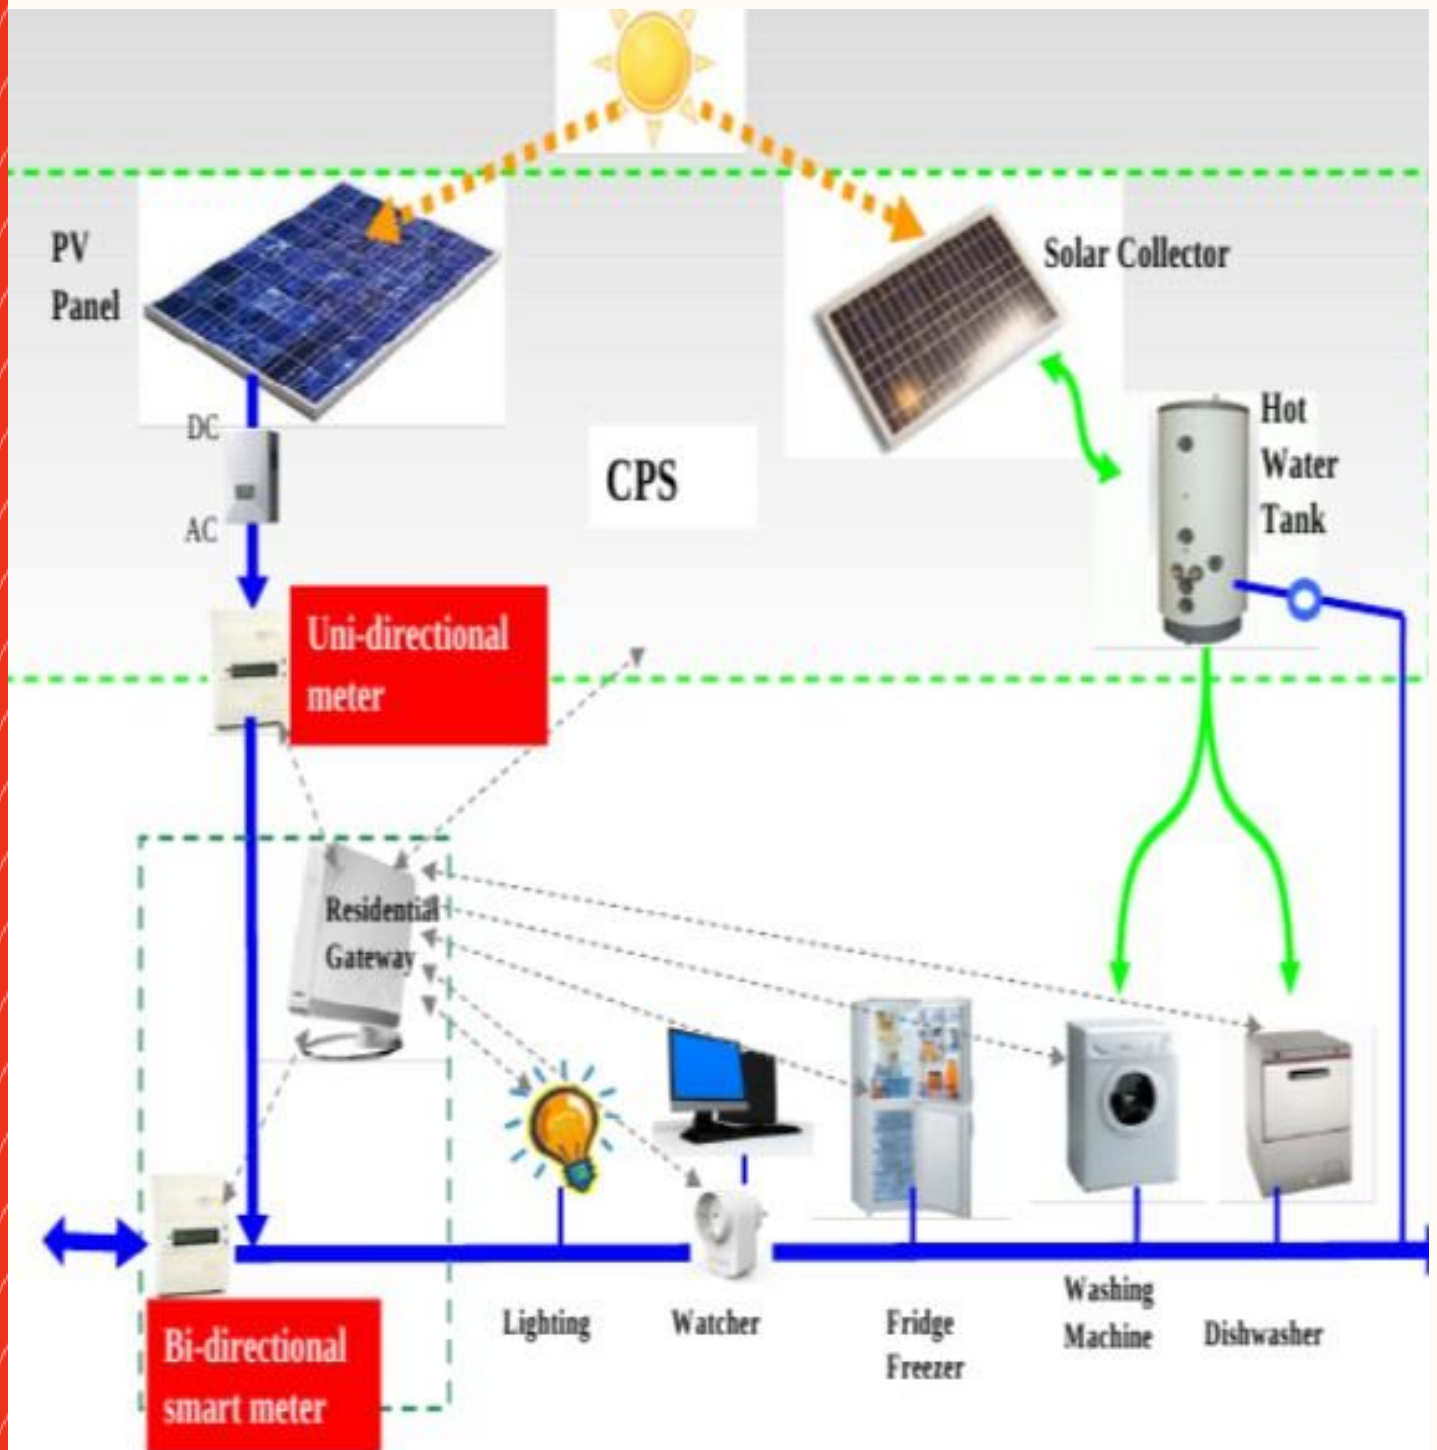 PV
Panel
Solar Collector
DC
AC
CPS
Hot
Water
Tank
Uni-directional
meter
Residential
Gateway
Lighting
Watcher
Fridge
Freezer
Washing
Machine
Dishwasher
Bi-directional
smart meter